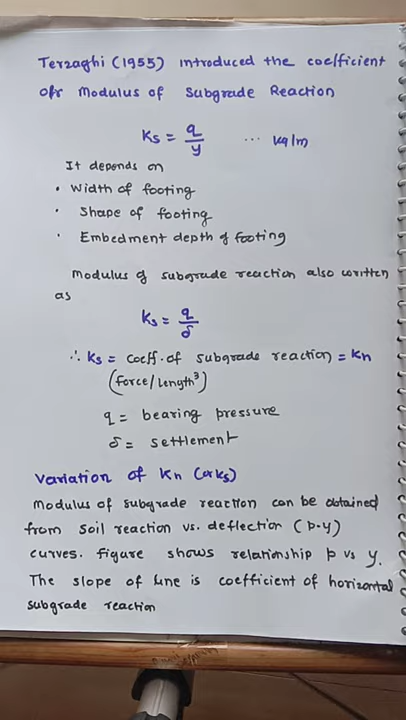 Terzaghi (1955) introduced the coefficient
ofr Modulus of Subgrade Reaction
Ks = q/y ... kg/m
It depends on
• Width of footing
• Shape of footing
• Embedment depth of footing
Modulus of subgrade reaction also written
as
Ks = q/δ
∴ Ks = coeff. of subgrade reaction = Kn
(Force/Length³)
q = bearing pressure
δ = settlement
Variation of Kn (or ks)
Modulus of subgrade reaction can be obtained
from soil reaction vs. deflection (p-y)
curves. figure shows relationship p vs y.
The slope of line is coefficient of horizontal
subgrade reaction